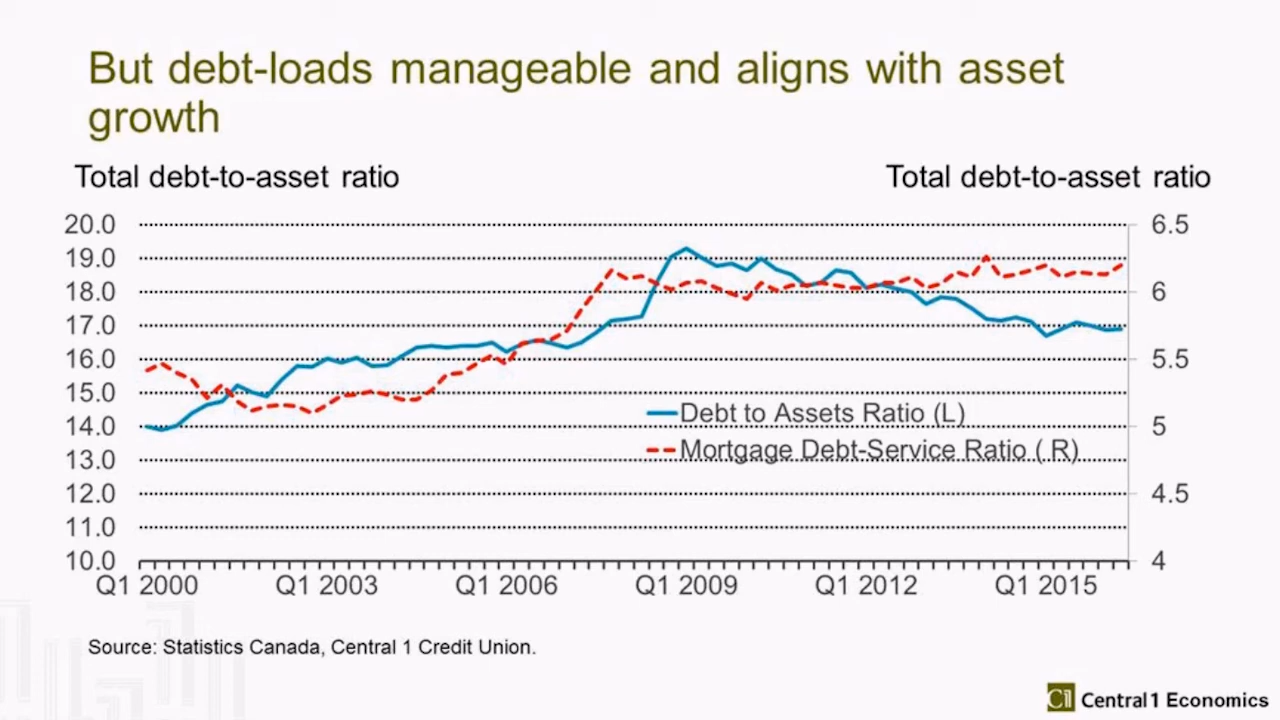 But debt-loads manageable and aligns with asset
growth
Total debt-to-asset ratio
Total debt-to-asset ratio
20.0
19.0
18.0
17.0
16.0
15.0
14.0
13.0
12.0
11.0
10.0
6.5
6
5.5
5
4.5
4
Debt to Assets Ratio (L)
Mortgage Debt-Service Ratio ( R)
Q1 2000 Q1 2003 Q1 2006 Q1 2009 Q1 2012 Q1 2015
Source: Statistics Canada, Central 1 Credit Union.
C1 Central 1 Economics